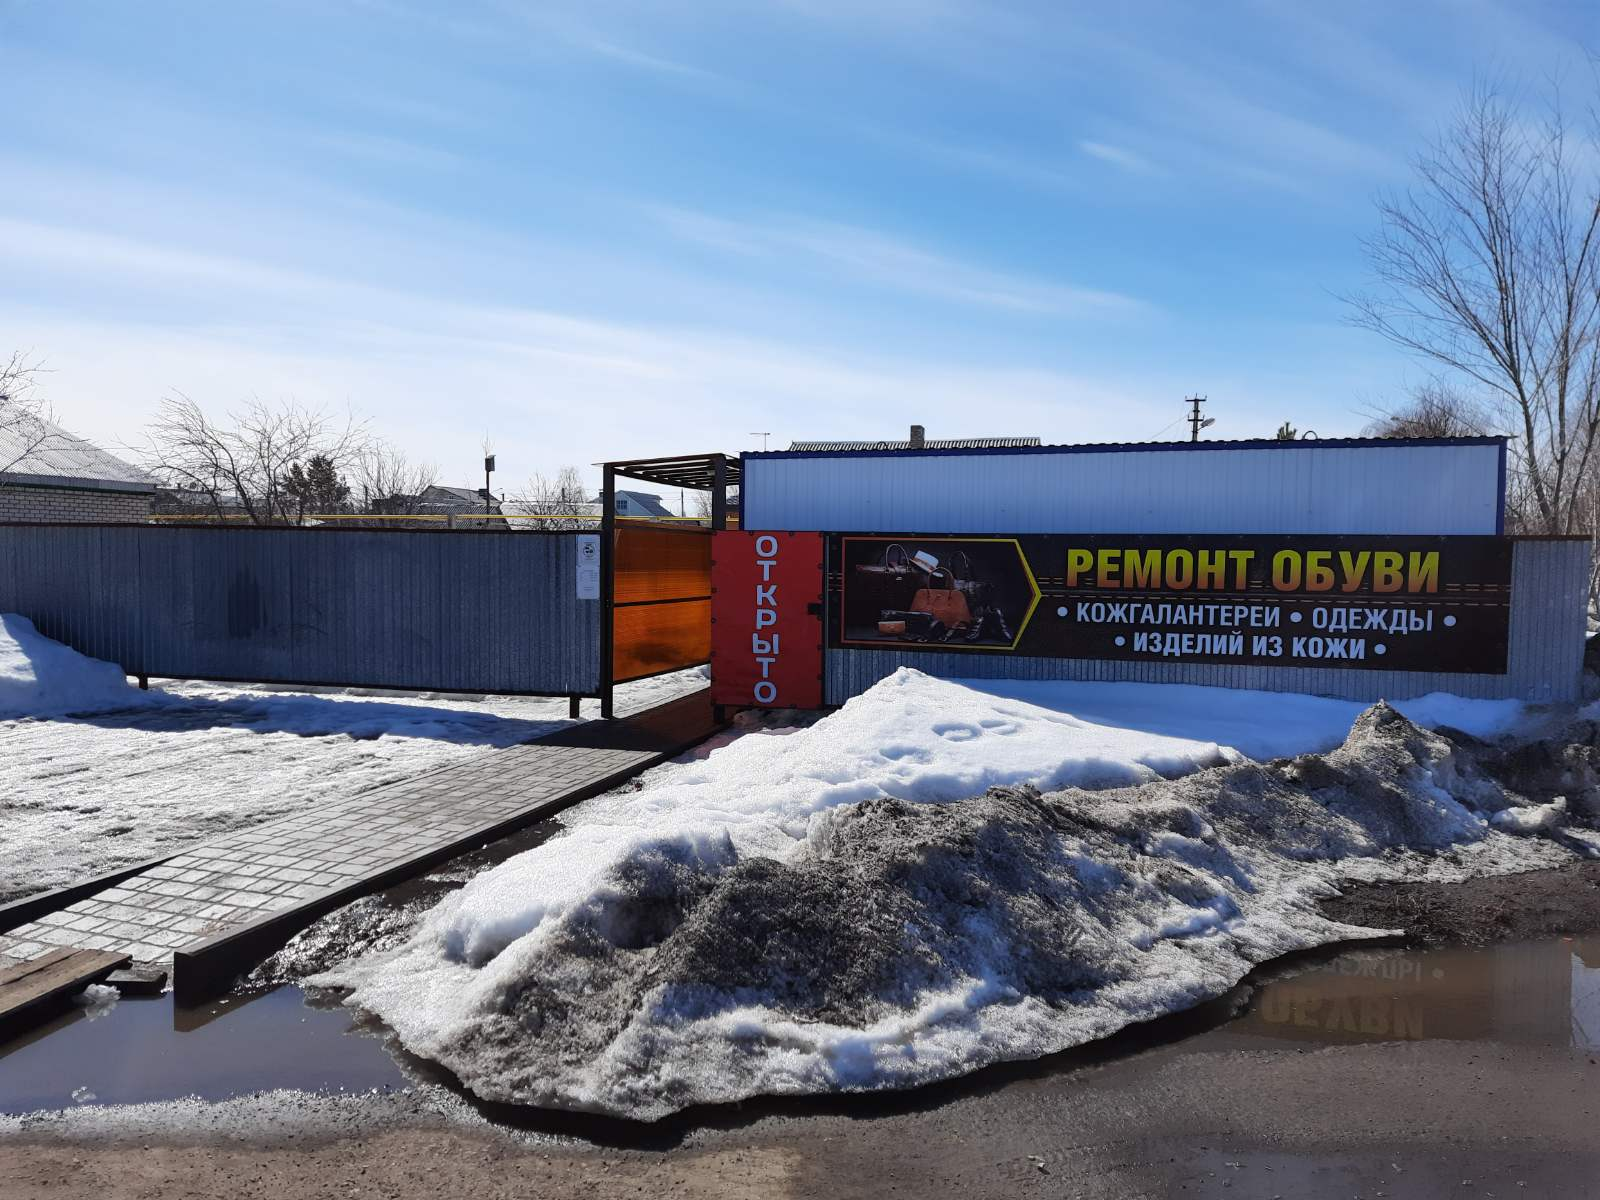 ОТКРЫТО
РЕМОНТ ОБУВИ
• КОЖГАЛАНТЕРЕИ • ОДЕЖДЫ •
• ИЗДЕЛИЙ ИЗ КОЖИ •